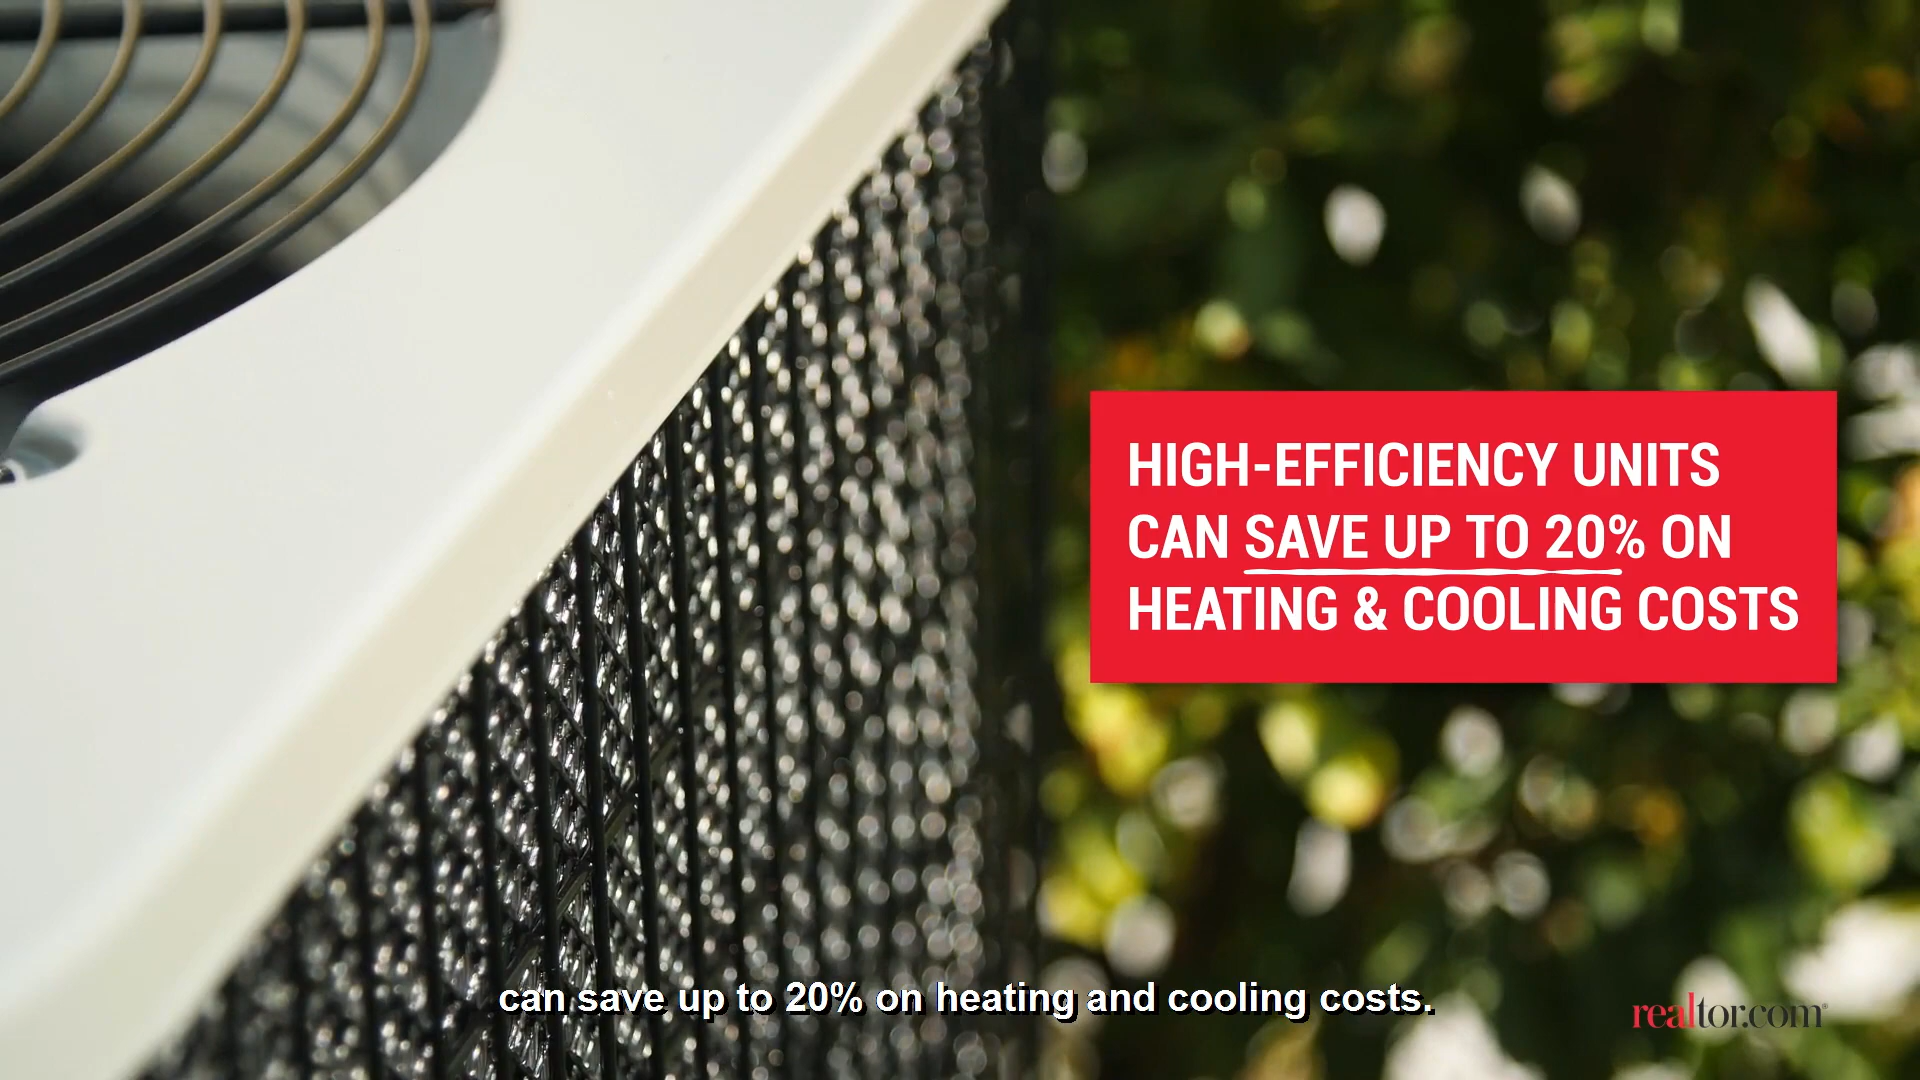 HIGH-EFFICIENCY UNITS
CAN SAVE UP TO 20% ON
HEATING & COOLING COSTS
can save up to 20% on heating and cooling costs.
realtor.com®